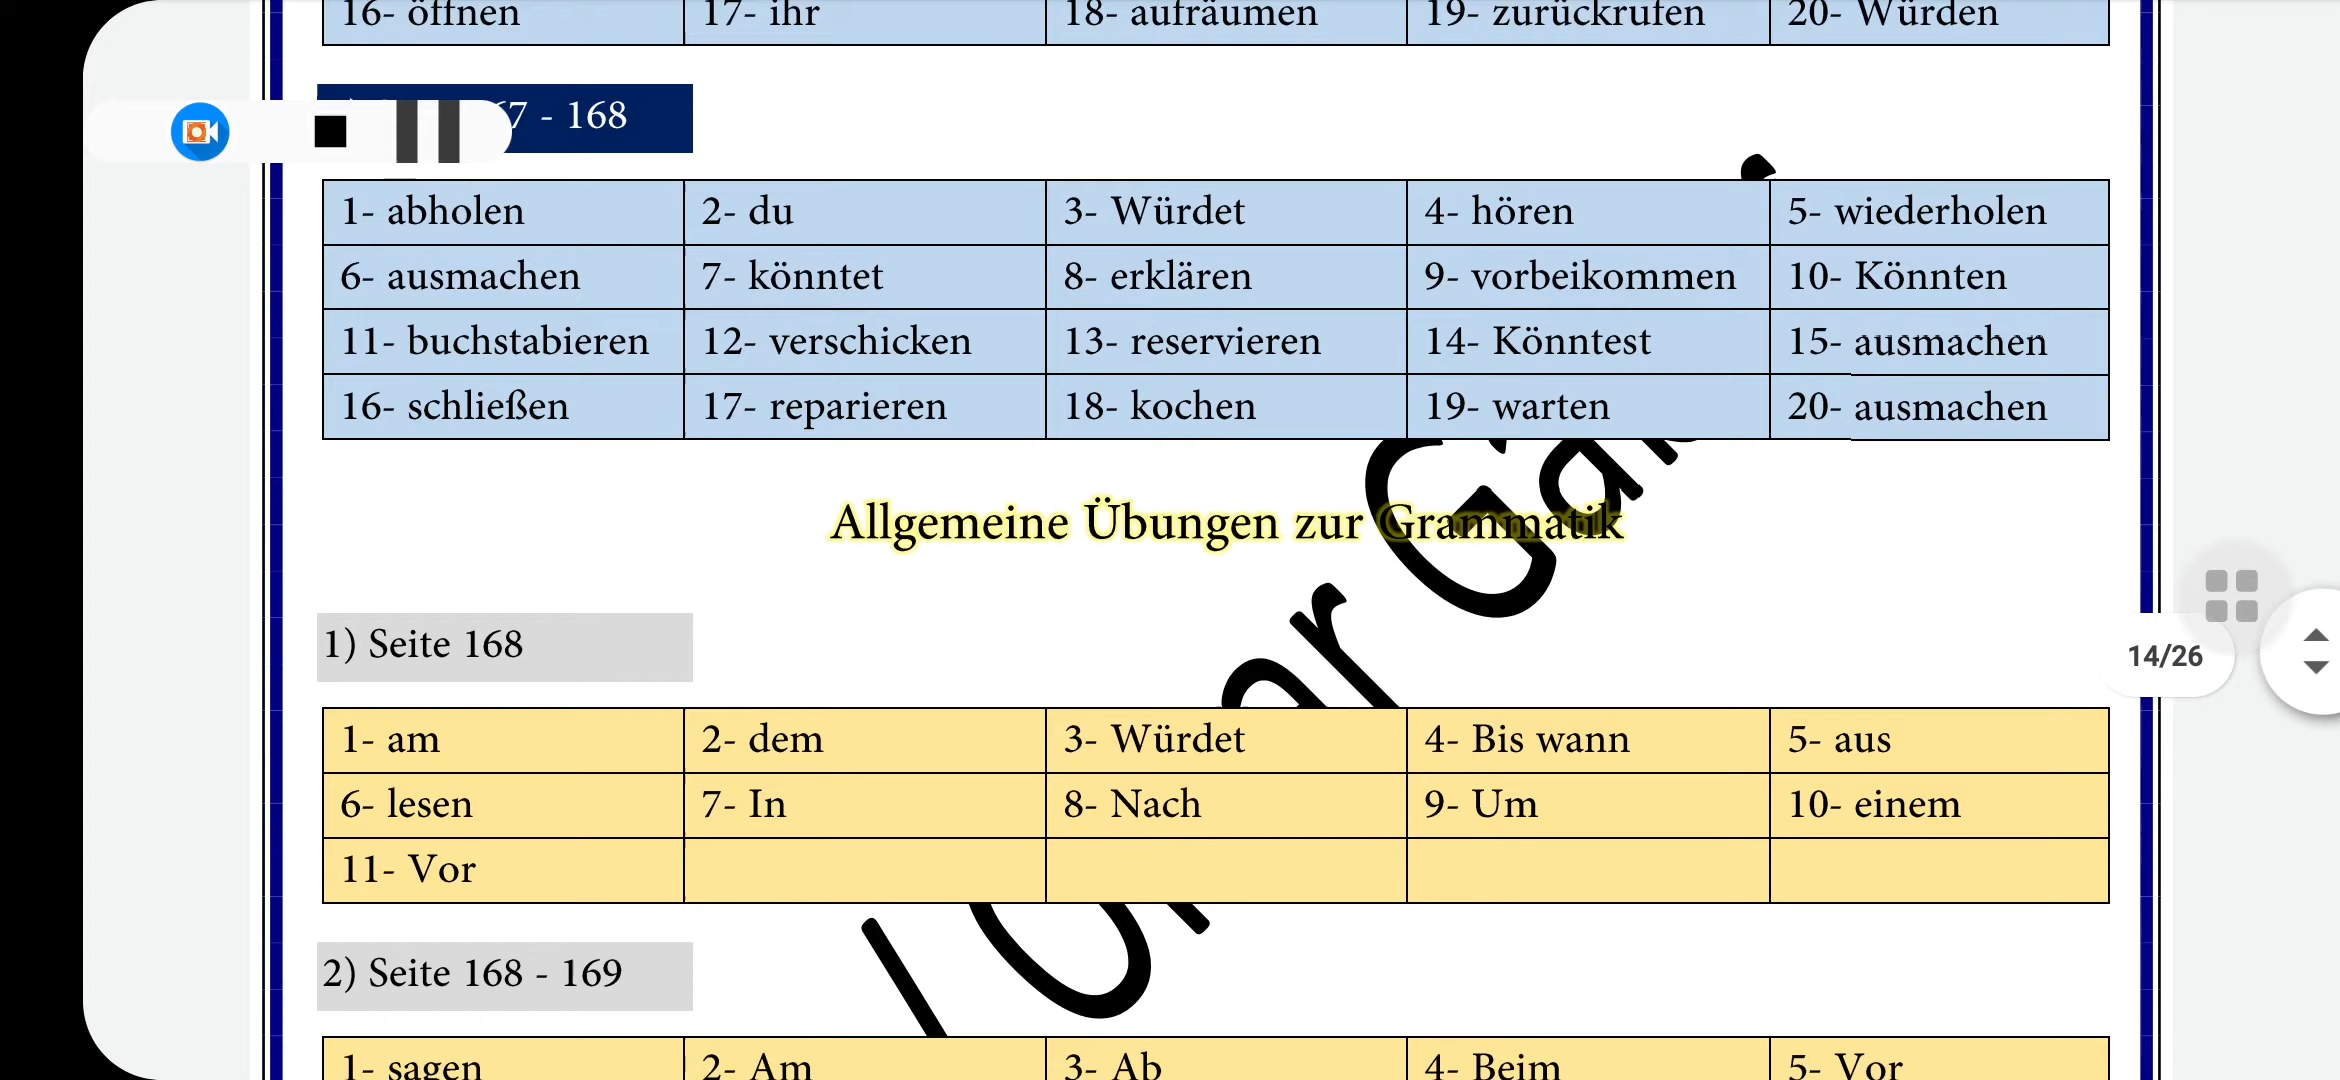 16- öffnen 17- ihr 18- aufräumen 19- zurückrufen 20- Würden
7 - 168
1- abholen 2- du 3- Würdet 4- hören 5- wiederholen
6- ausmachen 7- könntet 8- erklären 9- vorbeikommen 10- Könnten
11- buchstabieren 12- verschicken 13- reservieren 14- Könntest 15- ausmachen
16- schließen 17- reparieren 18- kochen 19- warten 20- ausmachen
Allgemeine Übungen zur Grammatik
1) Seite 168
14/26
1- am 2- dem 3- Würdet 4- Bis wann 5- aus
6- lesen 7- In 8- Nach 9- Um 10- einem
11- Vor
2) Seite 168 - 169
1- sagen 2- Am 3- Ab 4- Beim 5- Vor